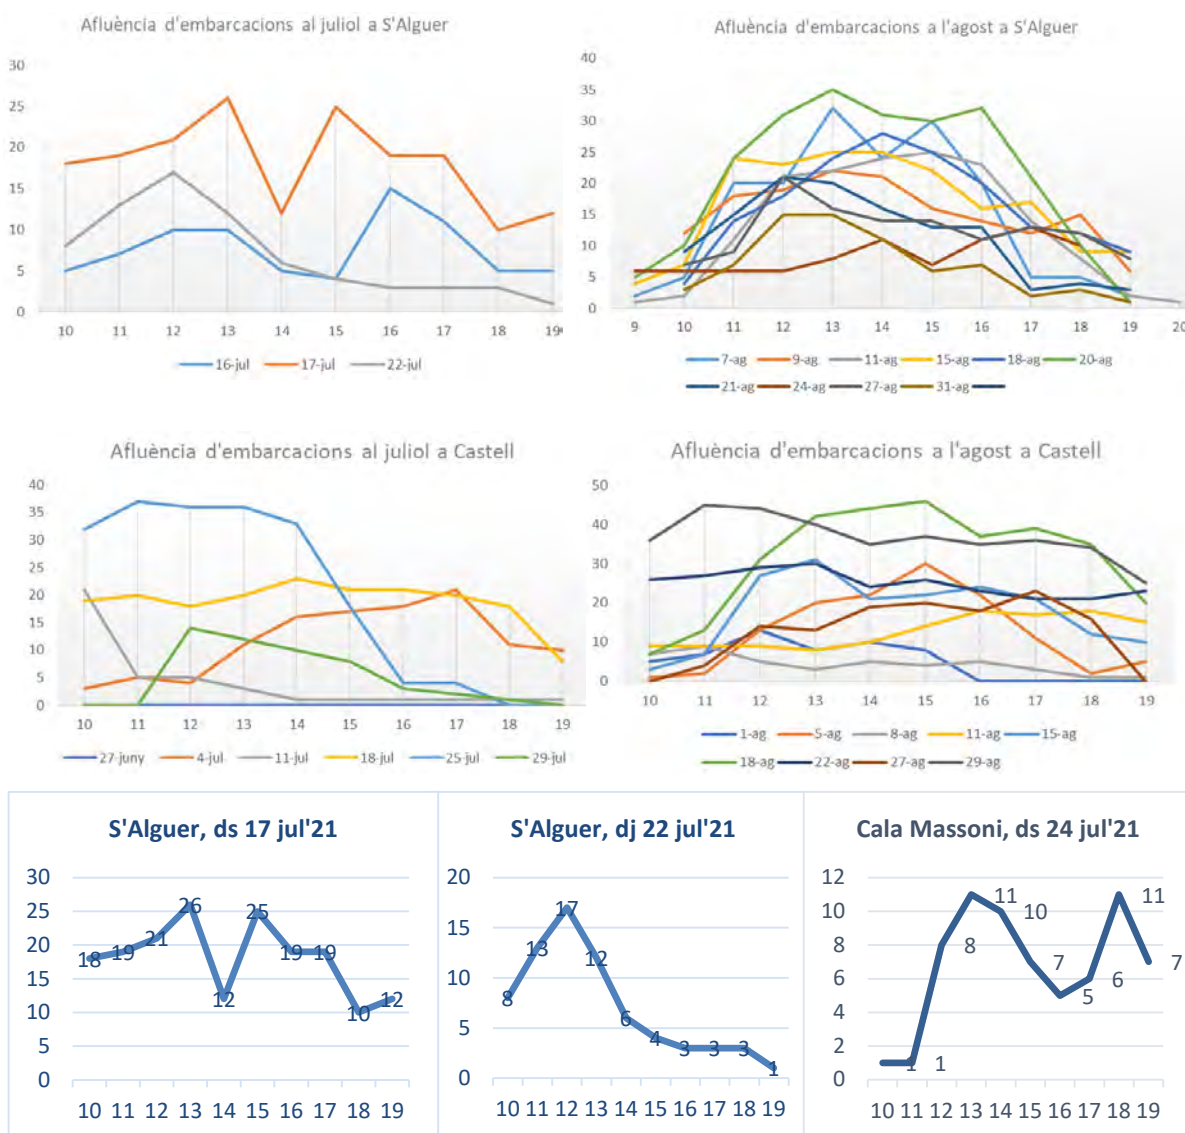 Afluència d'embarcacions al juliol a S'Alguer
30
25
20
15
10
5
0
10 11 12 13 14 15 16 17 18 19
16-jul 17-jul 22-jul
Afluència d'embarcacions a l'agost a S'Alguer
40
35
30
25
20
15
10
5
0
9 10 11 12 13 14 15 16 17 18 19 20
7-ag 9-ag 11-ag 15-ag 18-ag 20-ag
21-ag 24-ag 27-ag 31-ag
Afluència d'embarcacions al juliol a Castell
40
35
30
25
20
15
10
5
0
10 11 12 13 14 15 16 17 18 19
27-juny 4-jul 11-jul 18-jul 25-jul 29-jul
Afluència d'embarcacions a l'agost a Castell
50
40
30
20
10
0
10 11 12 13 14 15 16 17 18 19
1-ag 5-ag 8-ag 11-ag 15-ag
18-ag 22-ag 27-ag 29-ag
S'Alguer, ds 17 jul'21
30
25
20
15
10
5
0
18 19 21 26 12 25 19 19 10 12
10 11 12 13 14 15 16 17 18 19
S'Alguer, dj 22 jul'21
20
15
10
5
0
8 13 17 12 6 4 3 3 3 1
10 11 12 13 14 15 16 17 18 19
Cala Massoni, ds 24 jul'21
12
10
8
6
4
2
0
1 1 8 11 10 7 5 6 11 7
10 11 12 13 14 15 16 17 18 19